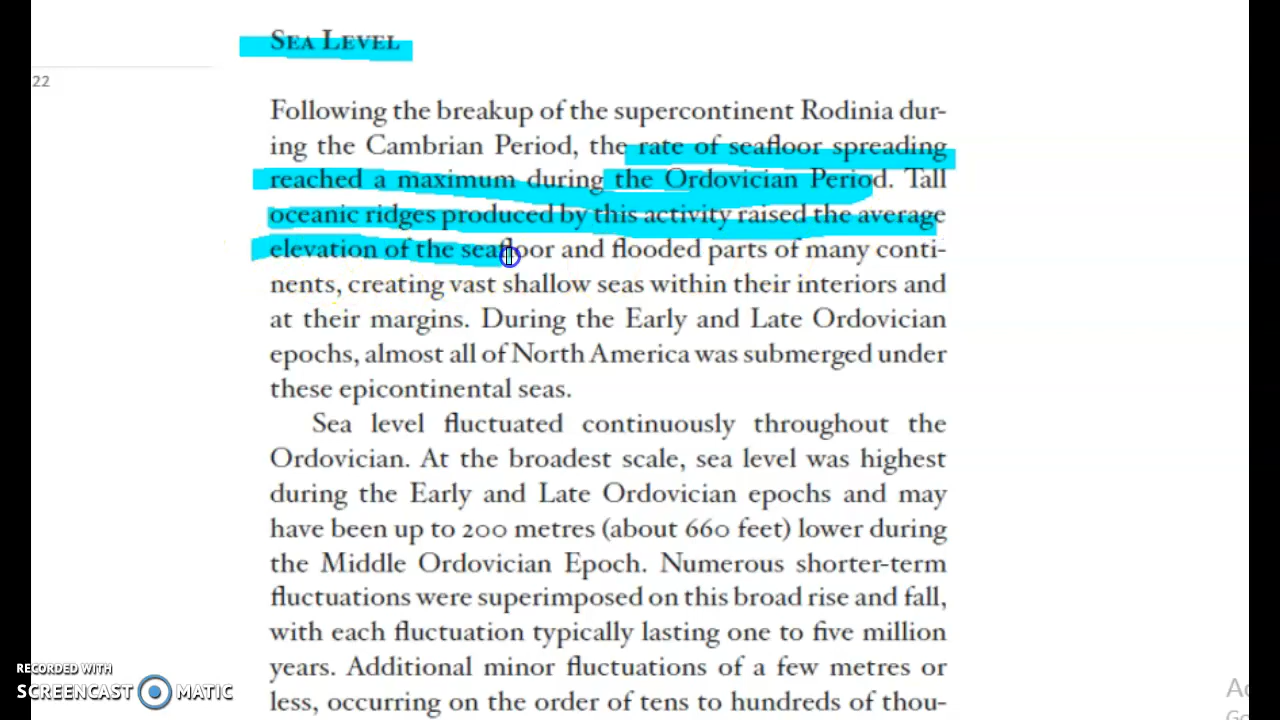 SEA LEVEL
22
Following the breakup of the supercontinent Rodinia dur-
ing the Cambrian Period, the rate of seafloor spreading
reached a maximum during the Ordovician Period. Tall
oceanic ridges produced by this activity raised the average
elevation of the seafloor and flooded parts of many conti-
nents, creating vast shallow seas within their interiors and
at their margins. During the Early and Late Ordovician
epochs, almost all of North America was submerged under
these epicontinental seas.
Sea level fluctuated continuously throughout the
Ordovician. At the broadest scale, sea level was highest
during the Early and Late Ordovician epochs and may
have been up to 200 metres (about 660 feet) lower during
the Middle Ordovician Epoch. Numerous shorter-term
fluctuations were superimposed on this broad rise and fall,
with each fluctuation typically lasting one to five million
years. Additional minor fluctuations of a few metres or
less, occurring on the order of tens to hundreds of thou-
RECORDED WITH
SCREENCAST MATIC